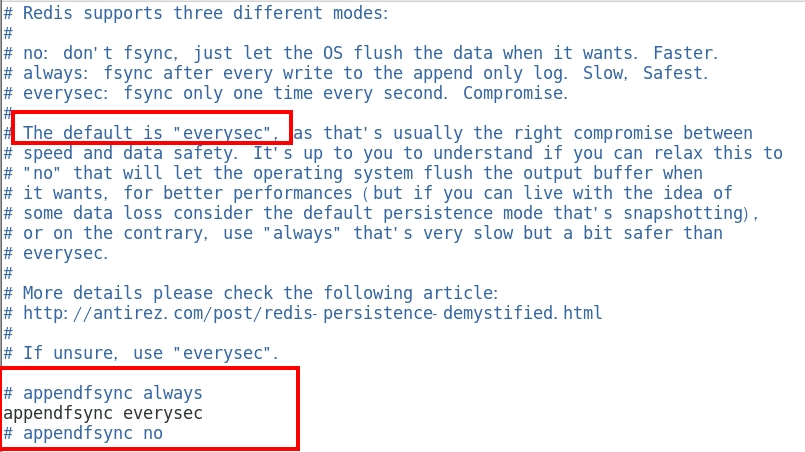 # Redis supports three different modes:
#
# no: don't fsync, just let the OS flush the data when it wants. Faster.
# always: fsync after every write to the append only log. Slow, Safest.
# everysec: fsync only one time every second. Compromise.
#
# The default is "everysec", as that's usually the right compromise between
# speed and data safety. It's up to you to understand if you can relax this to
# "no" that will let the operating system flush the output buffer when
# it wants, for better performances (but if you can live with the idea of
# some data loss consider the default persistence mode that's snapshotting),
# or on the contrary, use "always" that's very slow but a bit safer than
# everysec.
#
# More details please check the following article:
# http://antirez.com/post/redis-persistence-demystified.html
#
# If unsure, use "everysec".
# appendfsync always
appendfsync everysec
# appendfsync no